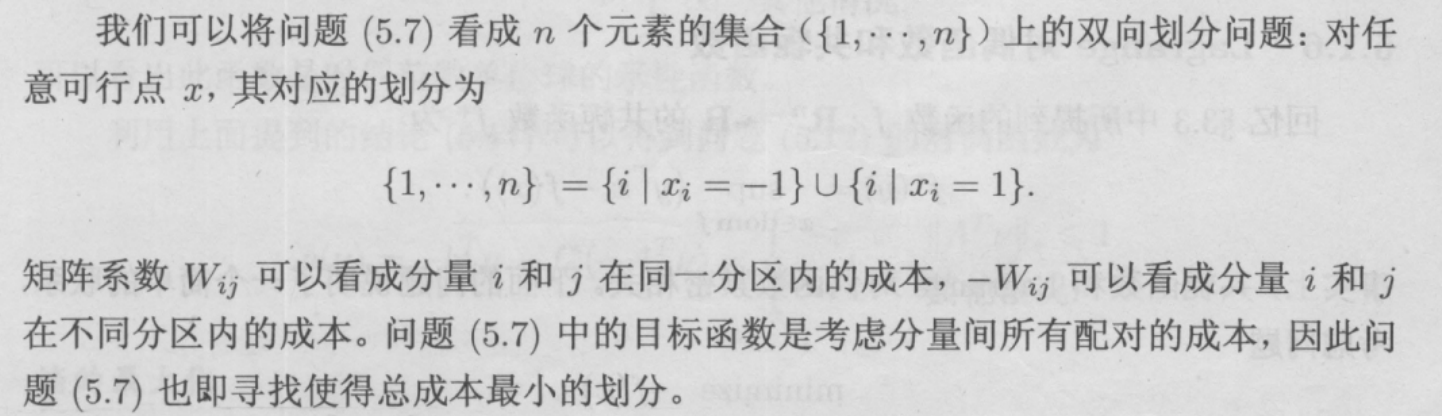 我们可以将问题 (5.7) 看成 n 个元素的集合 ({1,···,n}) 上的双向划分问题：对任
意可行点 x，其对应的划分为
{1,···,n} = {i | x_i = −1} ∪ {i | x_i = 1}.
矩阵系数 W_{ij} 可以看成分量 i 和 j 在同一分区内的成本，−W_{ij} 可以看成分量 i 和 j
在不同分区内的成本。问题 (5.7) 中的目标函数是考虑分量间所有配对的成本，因此问
题 (5.7) 也即寻找使得总成本最小的划分。